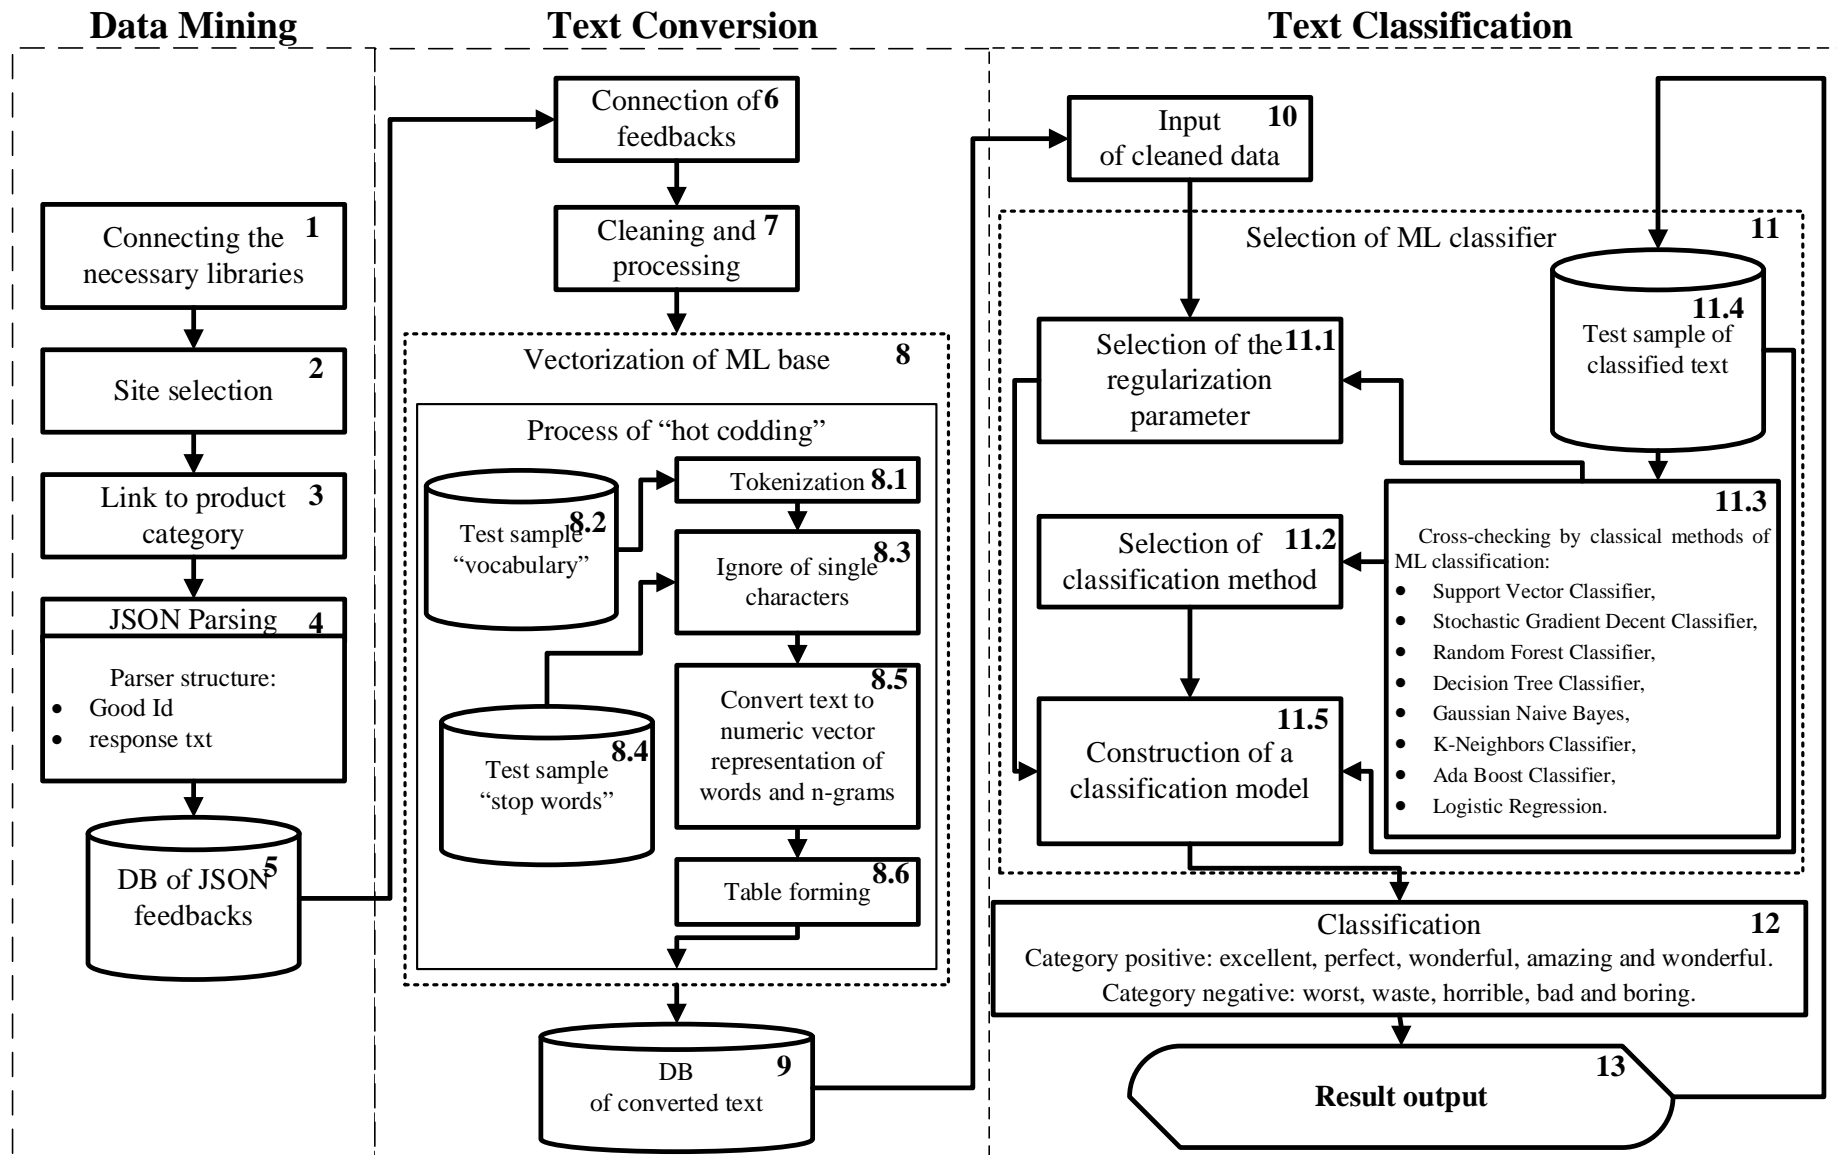 Data Mining
Text Conversion
Text Classification
1
Connecting the
necessary libraries
2
Site selection
3
Link to product
category
JSON Parsing
4
Parser structure:
● Good Id
● response txt
5
DB of JSON
feedbacks
Connection of
6
feedbacks
Cleaning and
7
processing
Vectorization of ML base
8
Process of “hot codding”
Tokenization
8.1
8.2
Test sample
“vocabulary”
8.3
Ignore of single
characters
8.4
Test sample
“stop words”
8.5
Convert text to
numeric vector
representation of
words and n-grams
8.6
Table forming
9
DB
of converted text
10
Input
of cleaned data
Selection of ML classifier
11
Selection of the
11.1
regularization
parameter
11.4
Test sample of
classified text
Selection of
11.2
classification method
11.3
Cross-checking by classical methods of
ML classification:
● Support Vector Classifier,
● Stochastic Gradient Decent Classifier,
● Random Forest Classifier,
● Decision Tree Classifier,
● Gaussian Naive Bayes,
● K-Neighbors Classifier,
● Ada Boost Classifier,
● Logistic Regression.
11.5
Construction of a
classification model
Classification
12
Category positive: excellent, perfect, wonderful, amazing and wonderful.
Category negative: worst, waste, horrible, bad and boring.
13
Result output